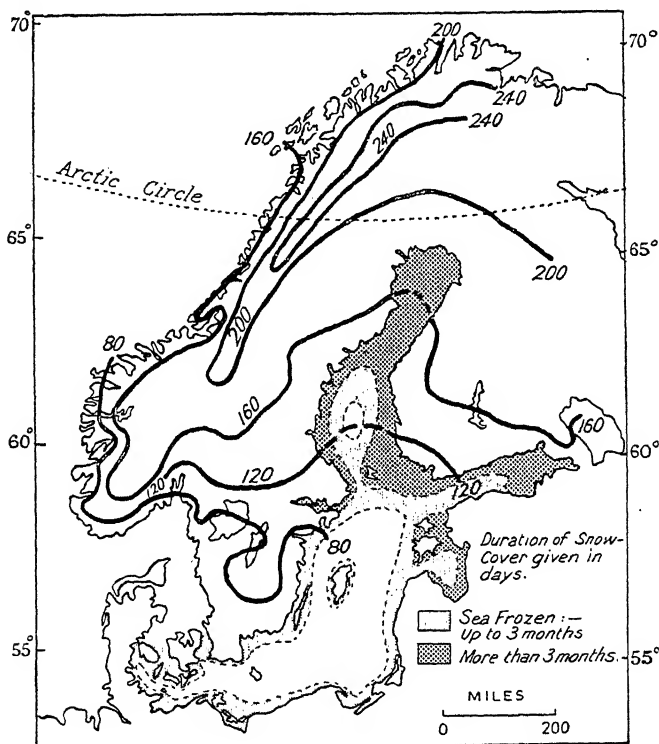 70°
200
70°
240
240
240
160
Arctic Circle
65°
65°
200
200
80
160
160
60°
60°
120
120
120
80
Duration of Snow-
Cover given in
days.
Sea Frozen :—
Up to 3 months
More than 3 months.
55°
55°
MILES
0 200